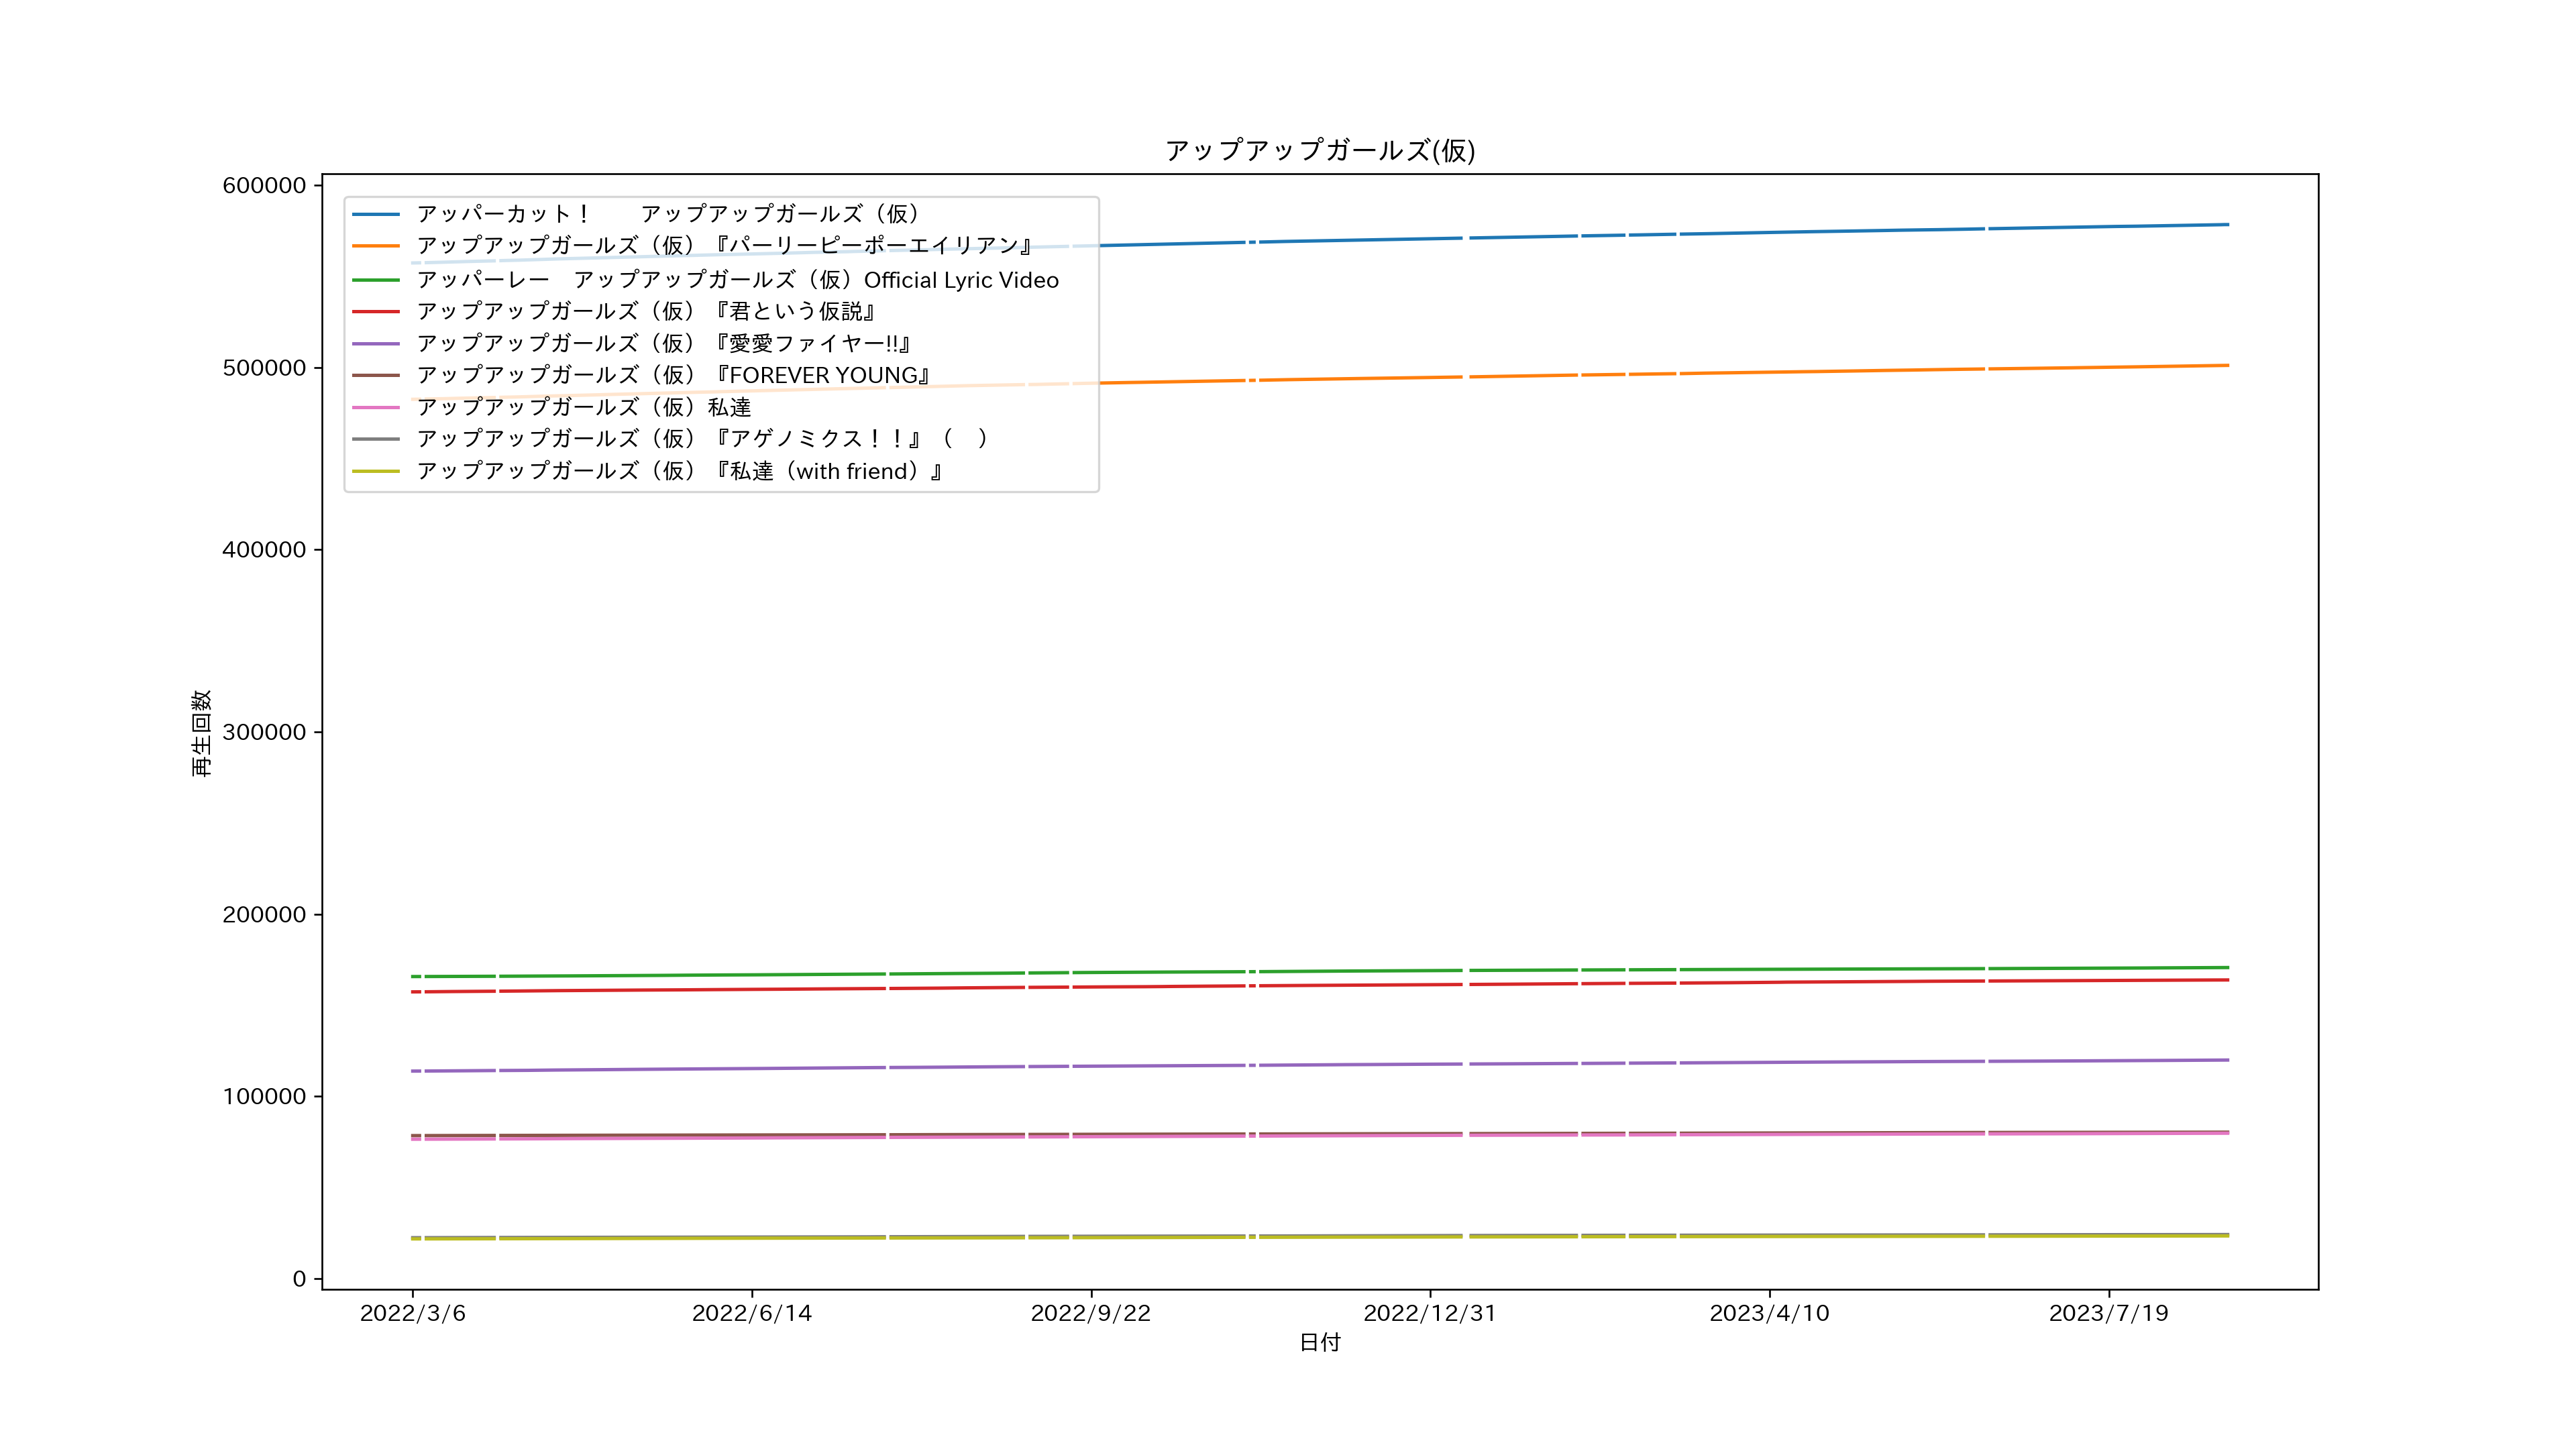 アップアップガールズ(仮)
600000
500000
400000
300000
200000
100000
0
再生回数
アッパーカット！　　アップアップガールズ（仮）
アップアップガールズ（仮）『パーリーピーポーエイリアン』
アッパーレー　アップアップガールズ（仮）Official Lyric Video
アップアップガールズ（仮）『君という仮説』
アップアップガールズ（仮）『愛愛ファイヤー!!』
アップアップガールズ（仮）『FOREVER YOUNG』
アップアップガールズ（仮）私達
アップアップガールズ（仮）『アゲノミクス！！』（　）
アップアップガールズ（仮）『私達（with friend）』
2022/3/6 2022/6/14 2022/9/22 2022/12/31 2023/4/10 2023/7/19
日付